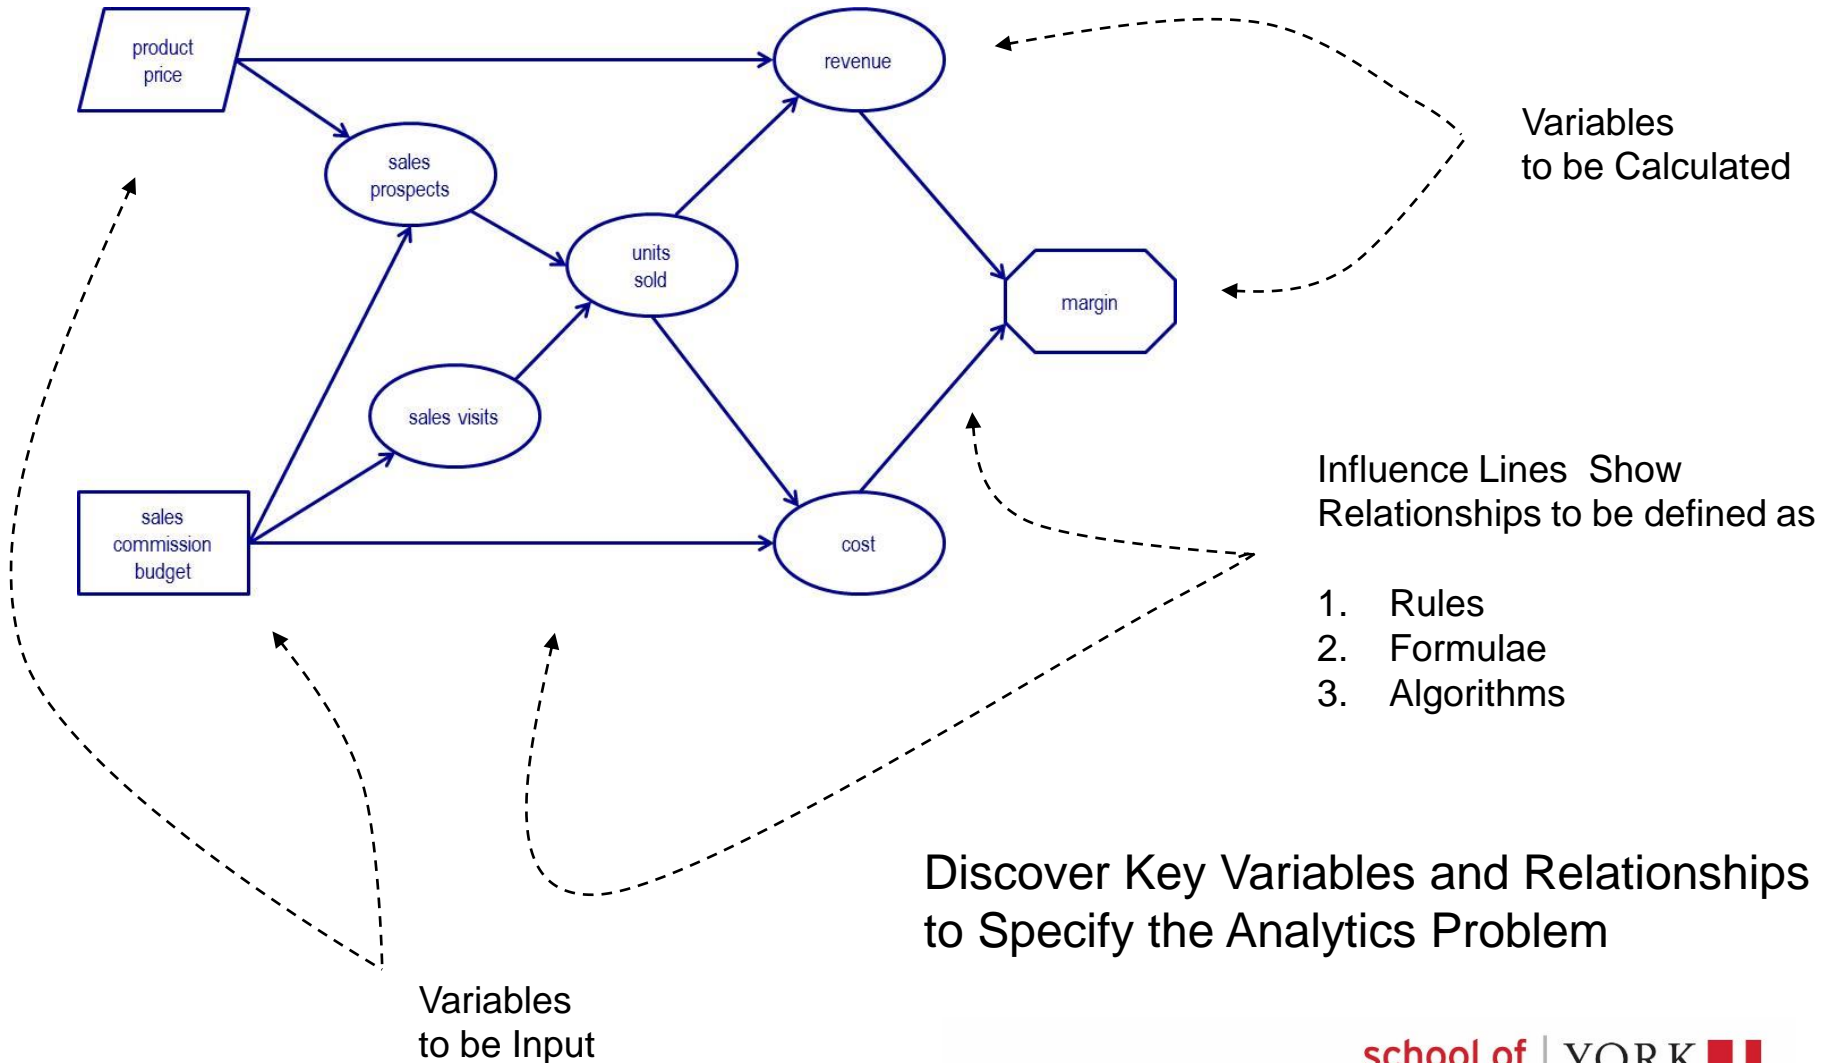 product
price
revenue
Variables
to be Calculated
sales
prospects
units
sold
margin
sales visits
Influence Lines Show
Relationships to be defined as
sales
commission
budget
cost
1. Rules
2. Formulae
3. Algorithms
Discover Key Variables and Relationships
to Specify the Analytics Problem
Variables
to be Input
school of
YORK